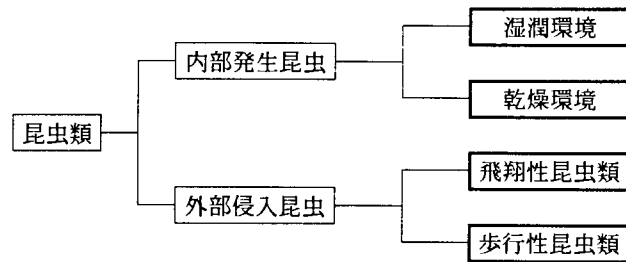 昆虫類
内部発生昆虫
湿潤環境
乾燥環境
外部侵入昆虫
飛翔性昆虫類
歩行性昆虫類